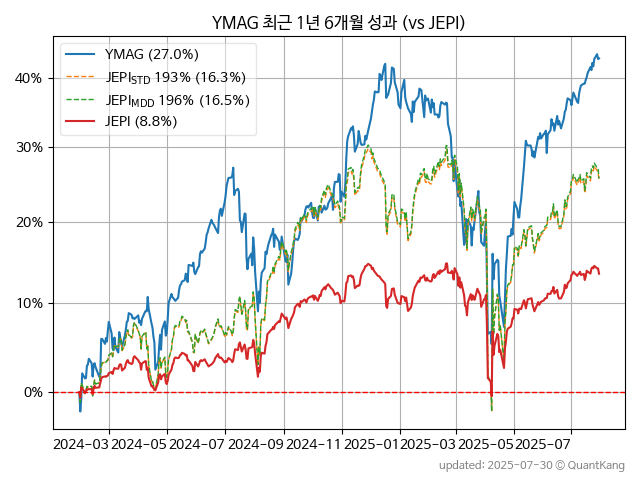 YMAG 최근 1년 6개월 성과 (vs JEPI)
YMAG (27.0%)
JEPI_STD 193% (16.3%)
JEPI_MDD 196% (16.5%)
JEPI (8.8%)
40%
30%
20%
10%
0%
2024-03 2024-05 2024-07 2024-09 2024-11 2025-01 2025-03 2025-05 2025-07
updated: 2025-07-30 © QuantKang